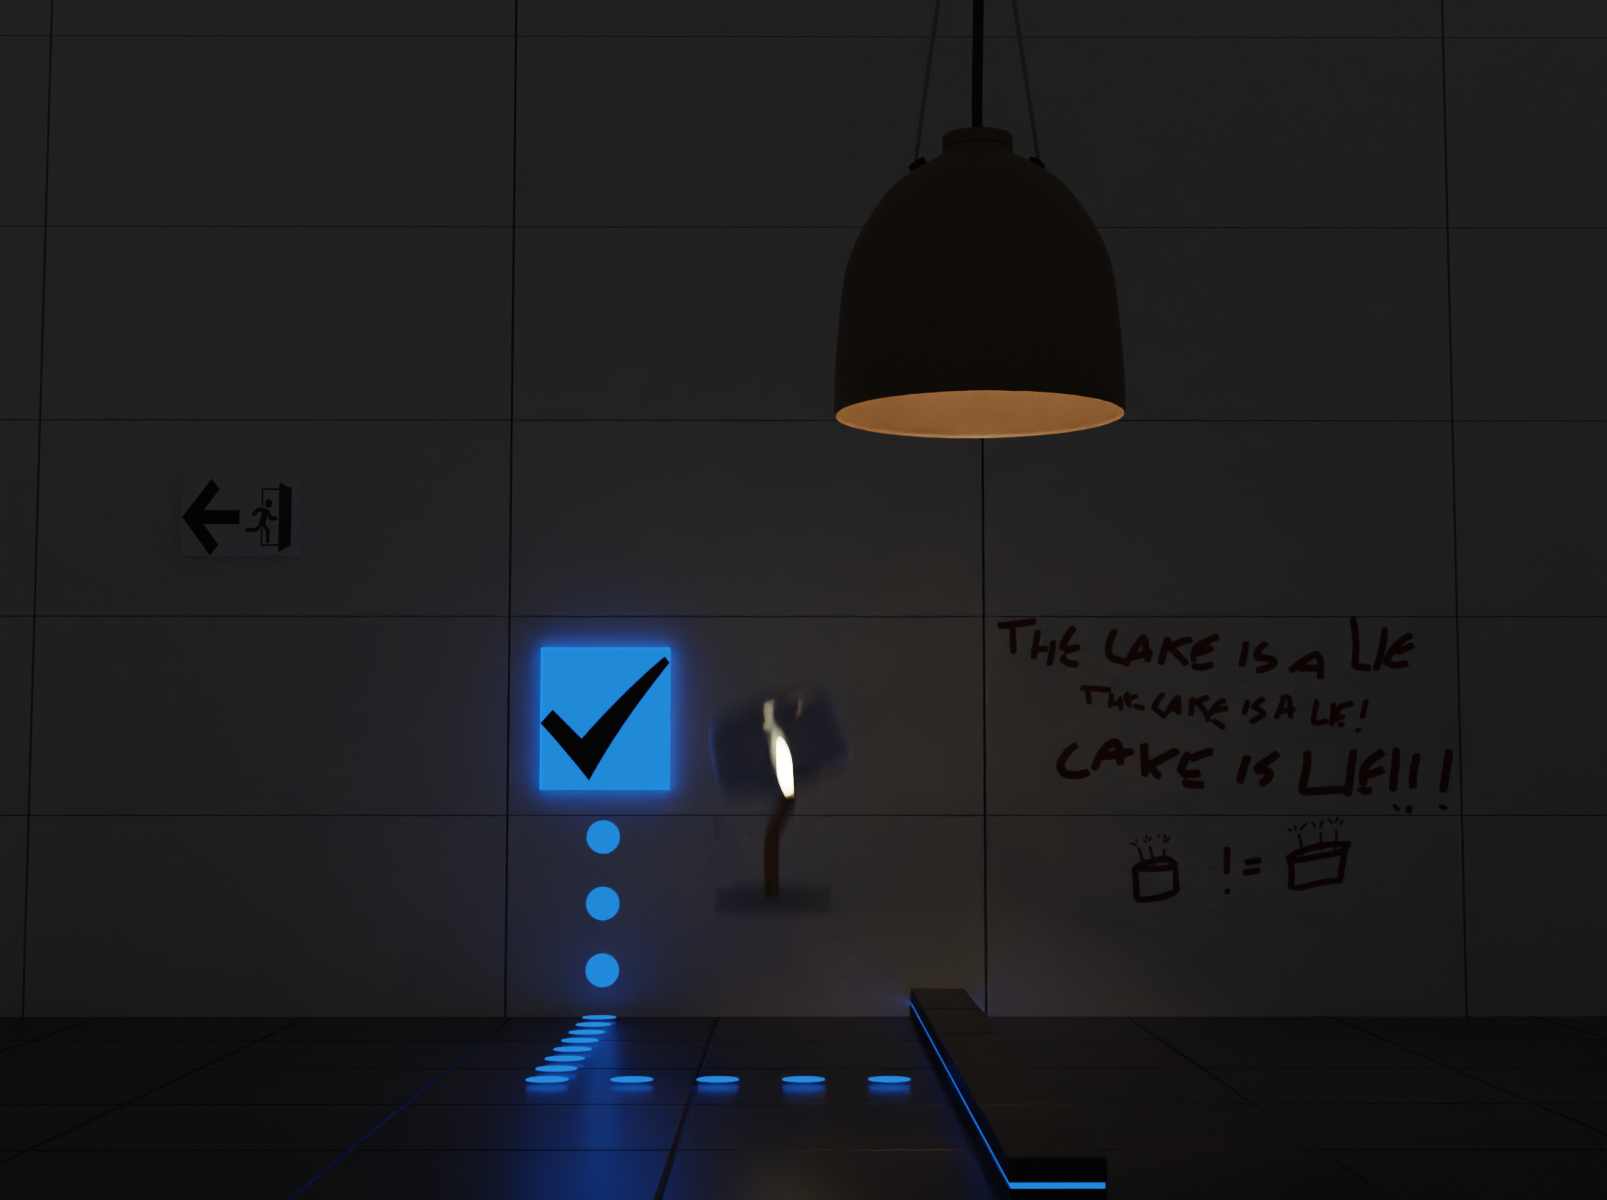 THE CAKE IS A LIE
THE CAKE IS A LIE!
CAKE IS LIE!!!
!=